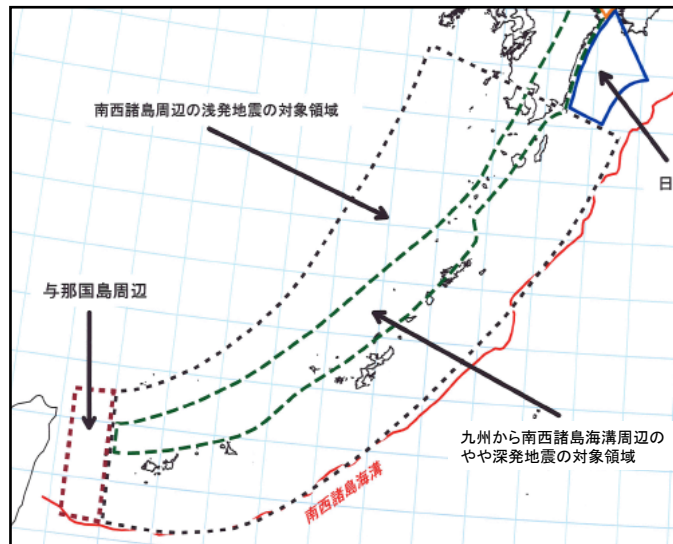 南西諸島周辺の浅発地震の対象領域
日
与那国島周辺
九州から南西諸島海溝周辺の
やや深発地震の対象領域
南西諸島海溝